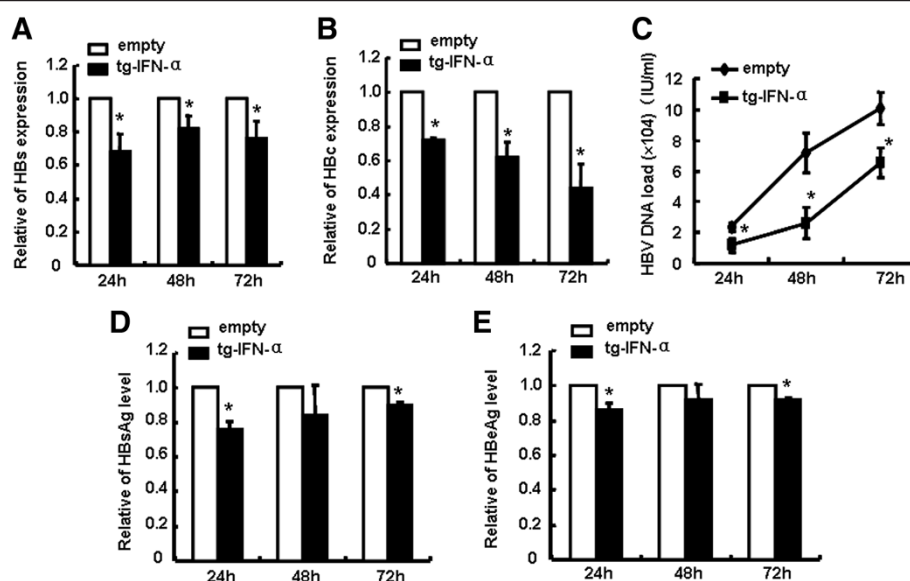 A
empty
tg-IFN-α
Relative of HBs expression
1.2
1.0
0.8
0.6
0.4
0.2
0
24h 48h 72h
B
empty
tg-IFN-α
Relative of HBc expression
1.2
1.0
0.8
0.6
0.4
0.2
0
24h 48h 72h
C
empty
tg-IFN-α
HBV DNA load (×104) (IU/ml)
12
10
8
6
4
2
0
24h 48h 72h
D
empty
tg-IFN-α
Relative of HBsAg level
1.2
1.0
0.8
0.6
0.4
0.2
0
24h 48h 72h
E
empty
tg-IFN-α
Relative of HBeAg level
1.2
1.0
0.8
0.6
0.4
0.2
0
24h 48h 72h